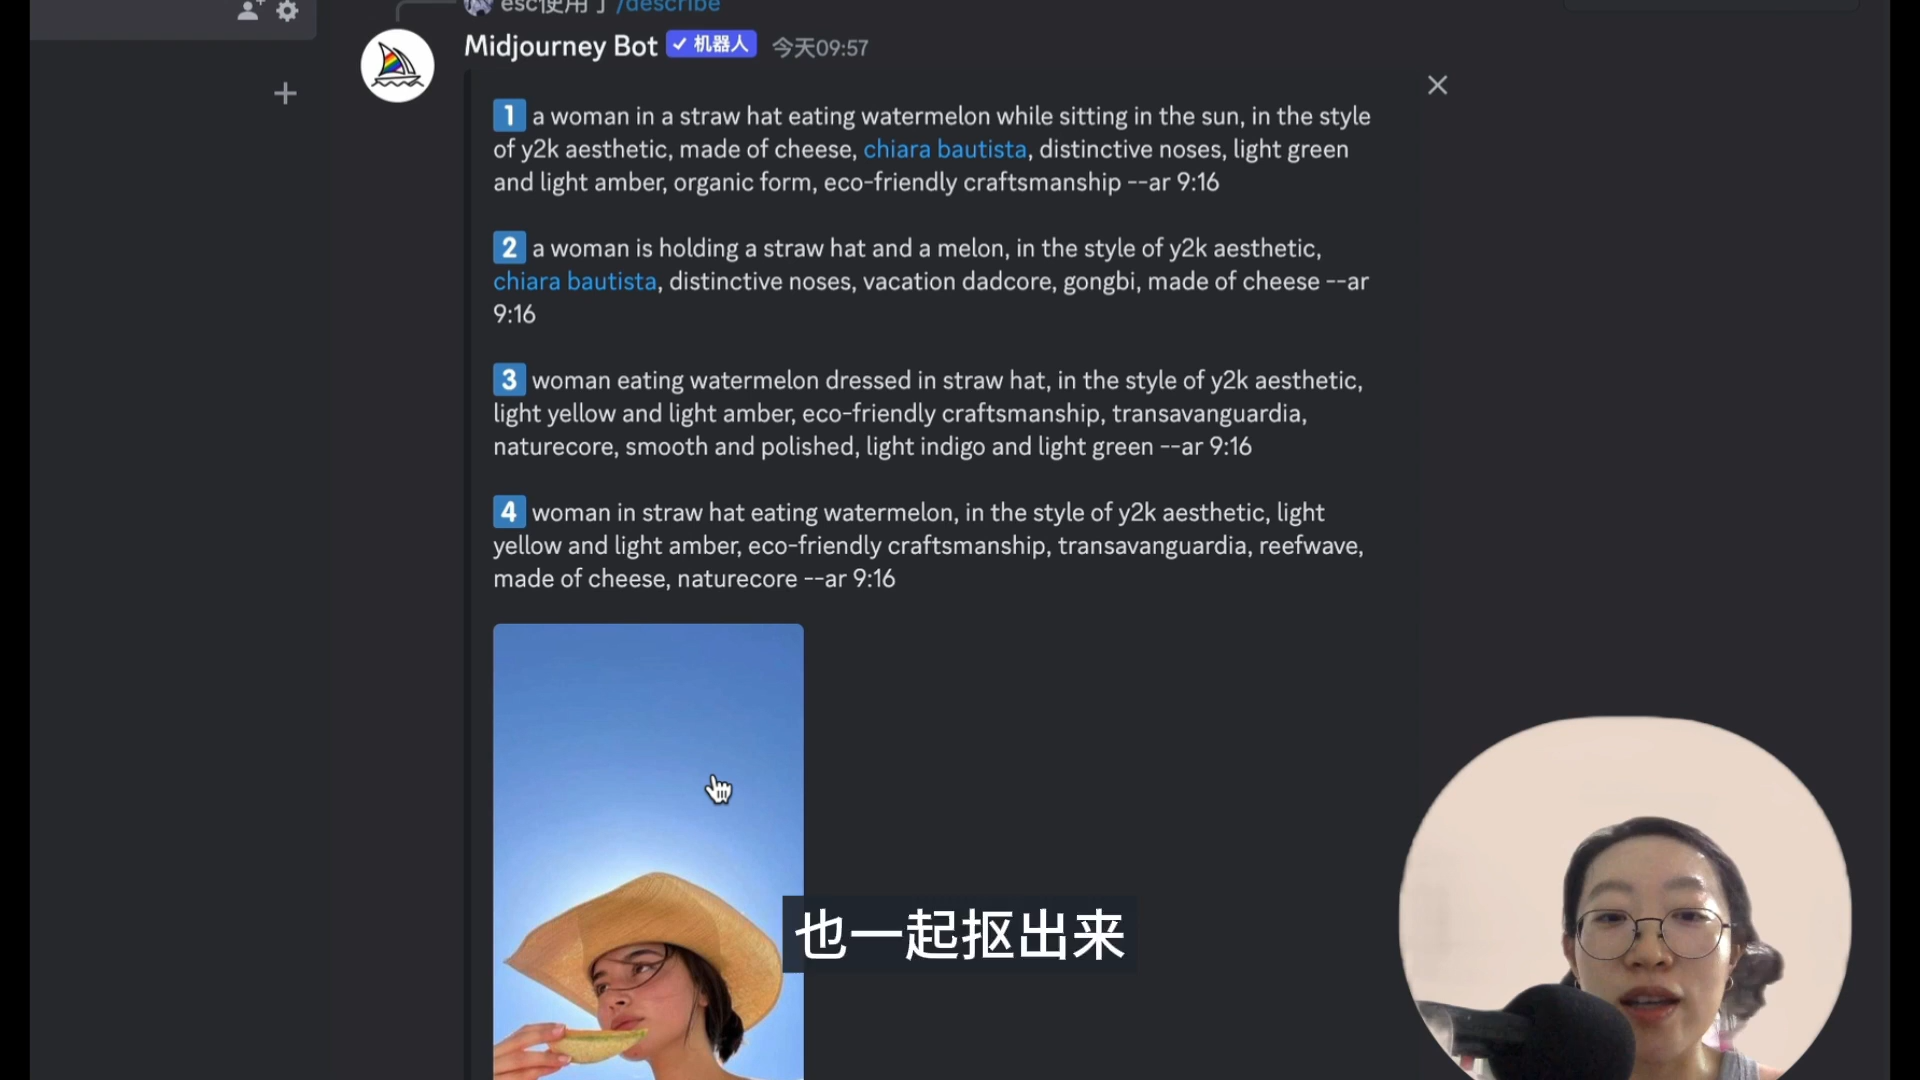 esc使用了 /describe
Midjourney Bot ✓ 机器人 今天09:57
1 a woman in a straw hat eating watermelon while sitting in the sun, in the style
of y2k aesthetic, made of cheese, chiara bautista, distinctive noses, light green
and light amber, organic form, eco-friendly craftsmanship --ar 9:16
2 a woman is holding a straw hat and a melon, in the style of y2k aesthetic,
chiara bautista, distinctive noses, vacation dadcore, gongbi, made of cheese --ar
9:16
3 woman eating watermelon dressed in straw hat, in the style of y2k aesthetic,
light yellow and light amber, eco-friendly craftsmanship, transavanguardia,
naturecore, smooth and polished, light indigo and light green --ar 9:16
4 woman in straw hat eating watermelon, in the style of y2k aesthetic, light
yellow and light amber, eco-friendly craftsmanship, transavanguardia, reefwave,
made of cheese, naturecore --ar 9:16
也一起抠出来